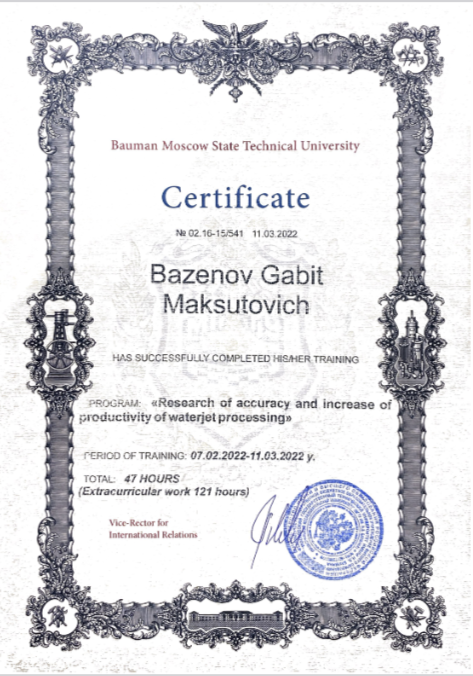 Bauman Moscow State Technical University
Certificate
№ 02.16-15/541 11.03.2022
Bazenov Gabit
Maksutovich
HAS SUCCESSFULLY COMPLETED HIS/HER TRAINING
PROGRAM: «Research of accuracy and increase of
productivity of waterjet processing»
PERIOD OF TRAINING: 07.02.2022-11.03.2022 y.
TOTAL: 47 HOURS
(Extracurricular work 121 hours)
Vice-Rector for
International Relations